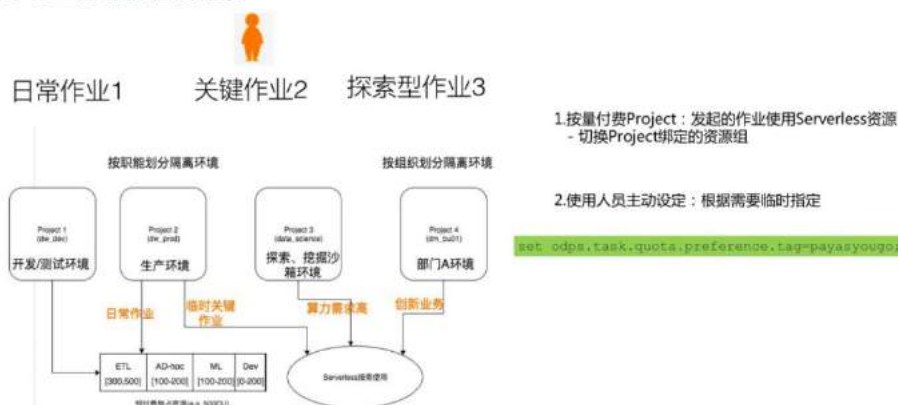 日常作业1
关键作业2
探索型作业3
按职能划分隔离环境
按组织划分隔离环境
Project 1
(dw_dev)
开发/测试环境
Project 2
(dw_prod)
生产环境
Project 3
(data_science)
探索、挖掘沙
箱环境
Project 4
(dm_bu01)
部门A环境
日常作业
临时关键
作业
算力需求高
创新业务
ETL
[300,500]
AD-hoc
[100-200]
ML
[100-200]
Dev
[0-200]
Serverless按需使用
1.按量付费Project：发起的作业使用Serverless资源
- 切换Project绑定的资源组
2.使用人员主动设定：根据需要临时指定
set odps.task.quota.preference.tag=payasyougo;